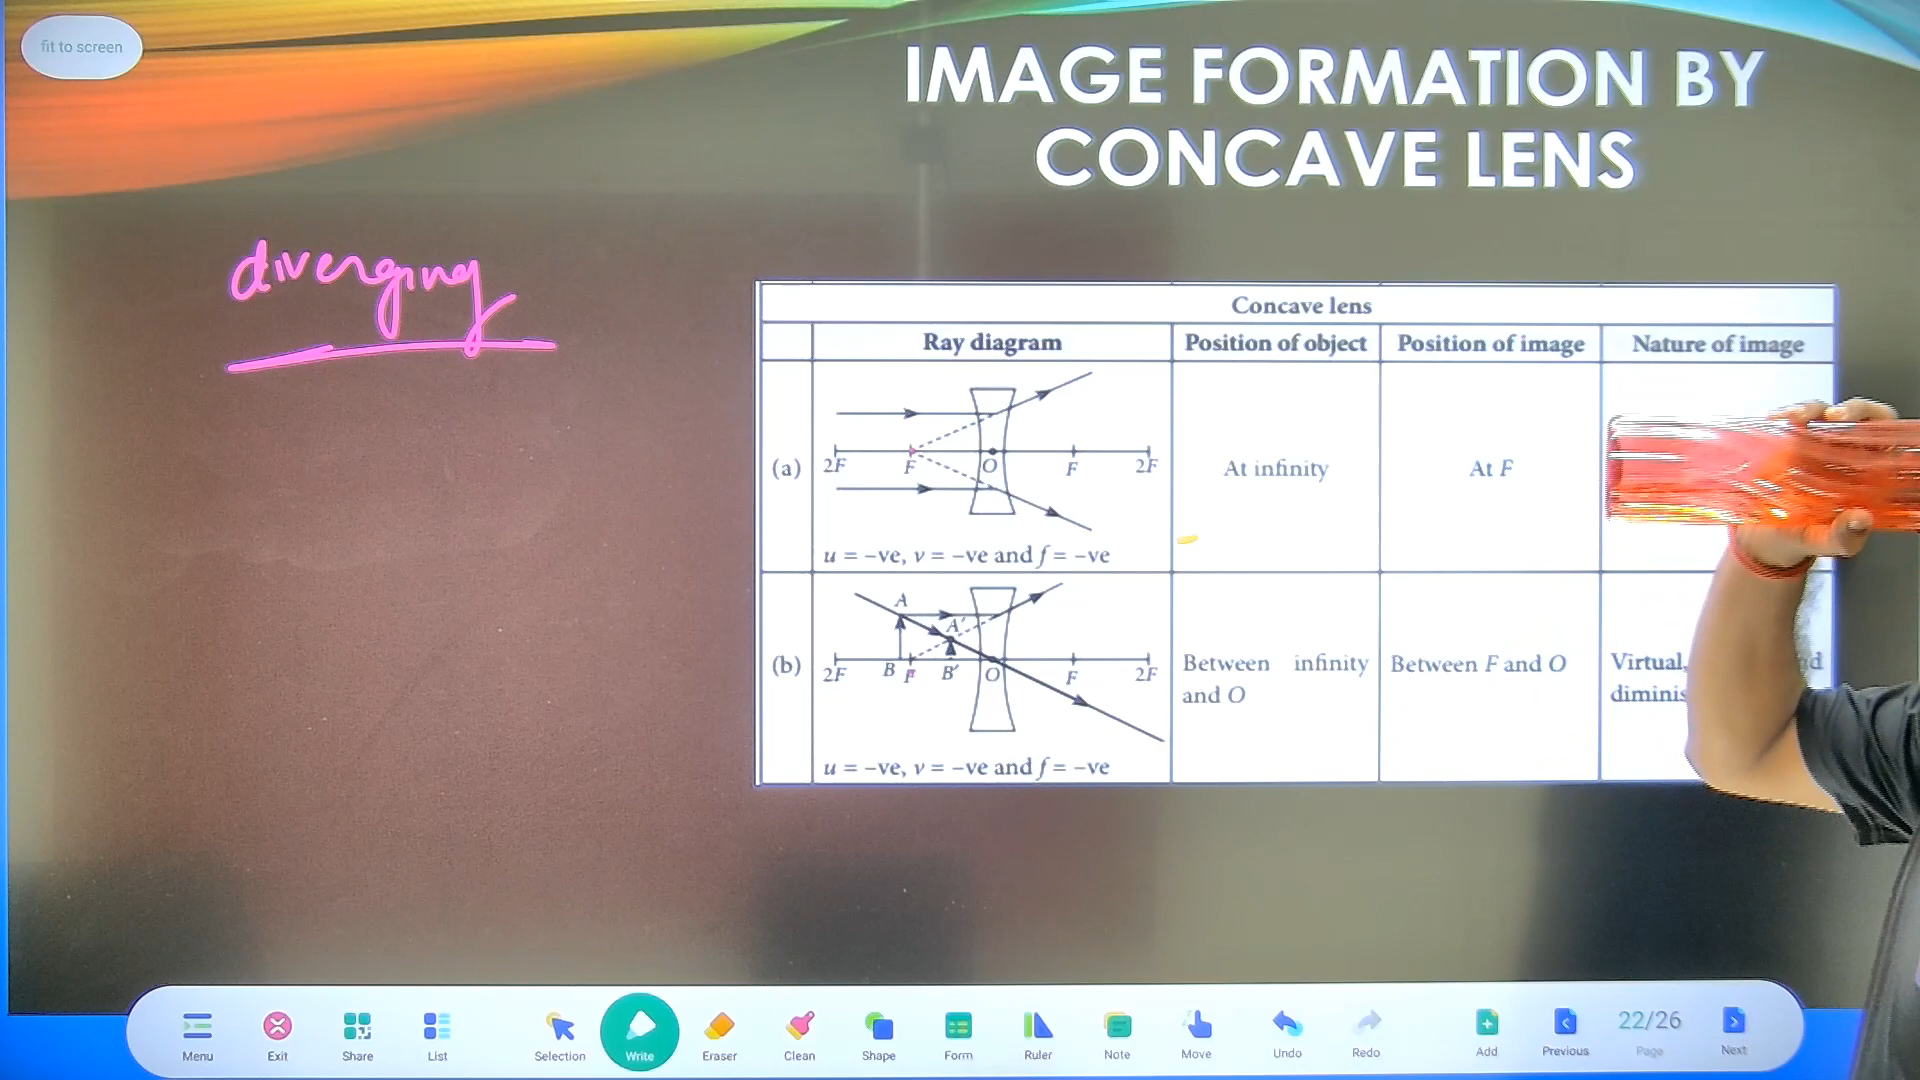 fit to screen
IMAGE FORMATION BY
CONCAVE LENS
diverging
Concave lens
Ray diagram Position of object Position of image Nature of image
(a) 2F F O F 2F At infinity At F
u = −ve, v = −ve and f = −ve
A
A′
(b) 2F B F B′ O F 2F Between infinity and O Between F and O Virtual,
u = −ve, v = −ve and f = −ve
Menu Exit Share List Selection Write Eraser Clean Shape Form Ruler Note Move Undo Redo Add Previous 22/26 Page Next